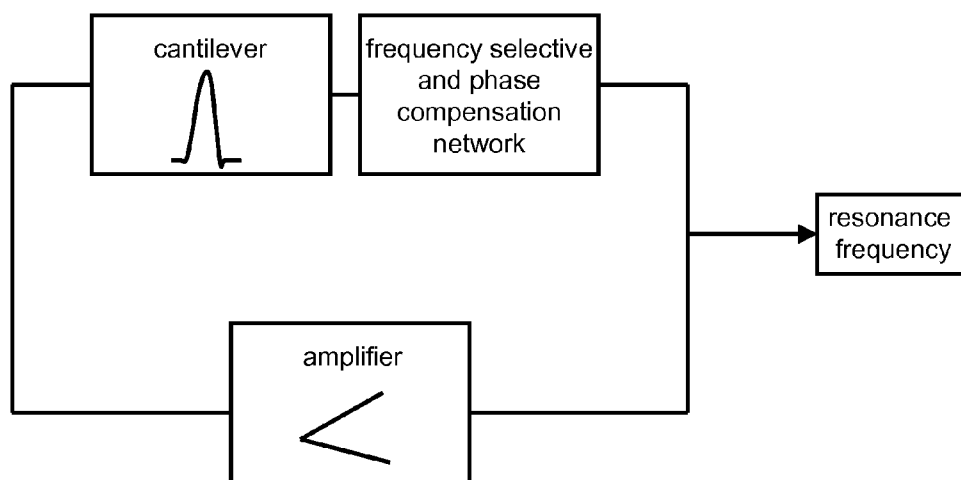 cantilever
frequency selective
and phase
compensation
network
resonance
frequency
amplifier